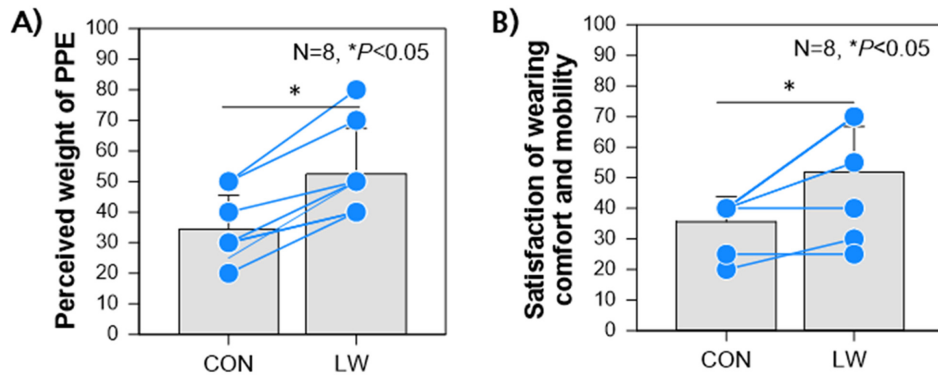 A)
Perceived weight of PPE
100
90
80
70
60
50
40
30
20
10
0
N=8, *P<0.05
*
CON LW
B)
Satisfaction of wearing
comfort and mobility
100
90
80
70
60
50
40
30
20
10
0
N=8, *P<0.05
*
CON LW